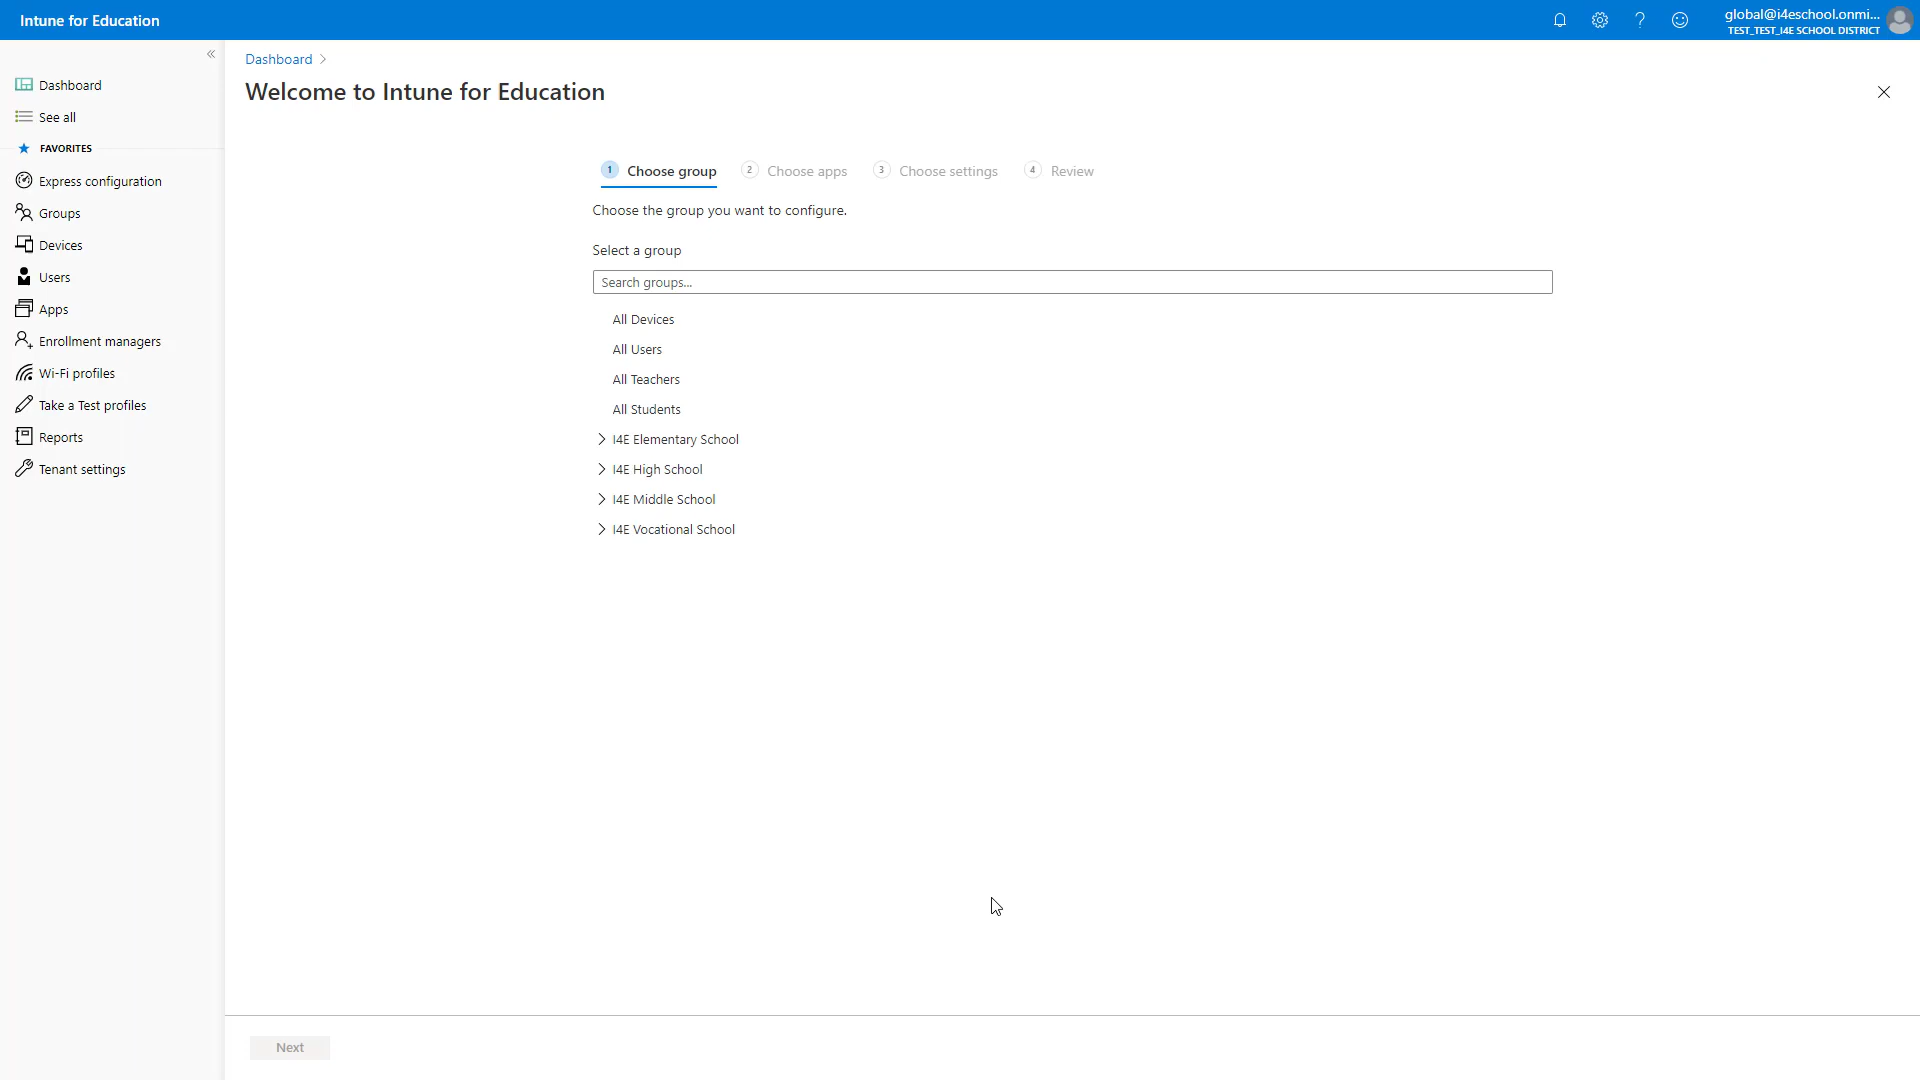 Intune for Education
global@i4eschool.onmi...
TEST_TEST_I4E SCHOOL DISTRICT
Dashboard
See all
FAVORITES
Express configuration
Groups
Devices
Users
Apps
Enrollment managers
Wi-Fi profiles
Take a Test profiles
Reports
Tenant settings
Dashboard
Welcome to Intune for Education
1 Choose group 2 Choose apps 3 Choose settings 4 Review
Choose the group you want to configure.
Select a group
Search groups...
All Devices
All Users
All Teachers
All Students
I4E Elementary School
I4E High School
I4E Middle School
I4E Vocational School
Next